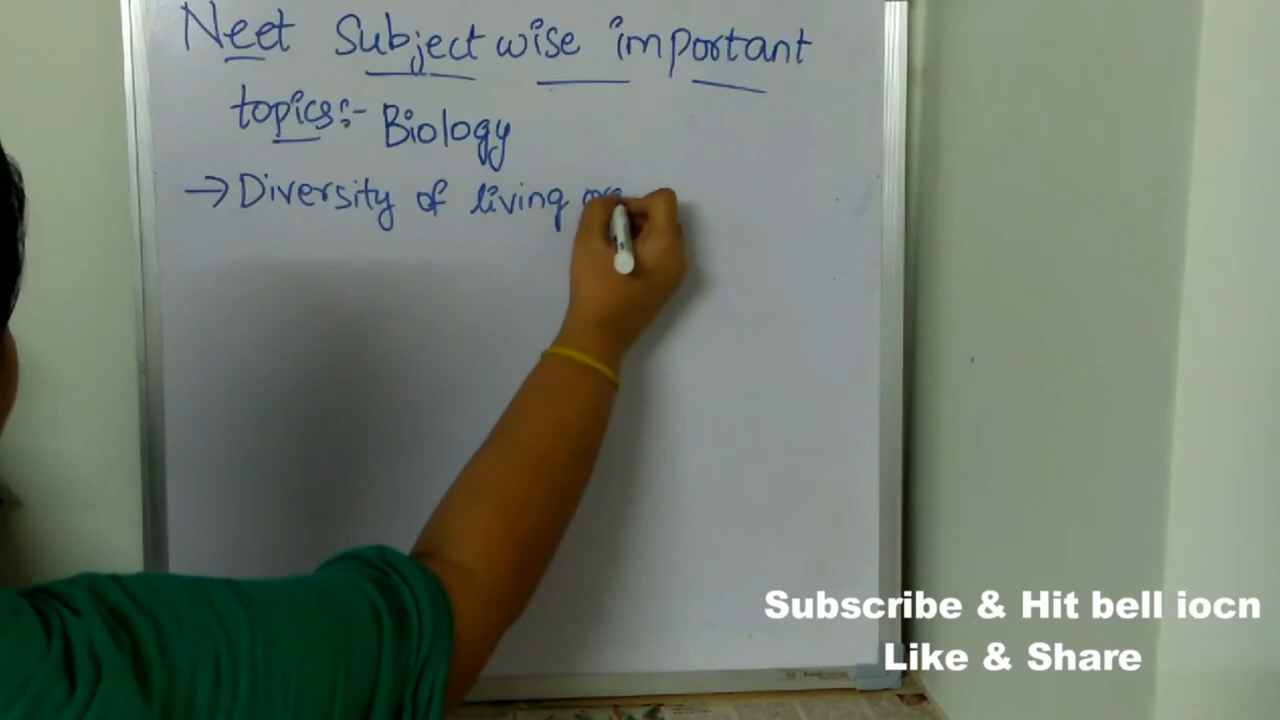 Neet Subject wise important
topics:- Biology
→ Diversity of living
Subscribe & Hit bell iocn
Like & Share